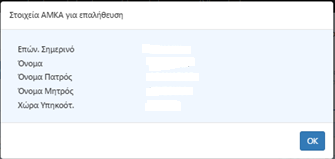 Στοιχεία ΑΜΚΑ για επαλήθευση
Επών. Σημερινό
Όνομα
Όνομα Πατρός
Όνομα Μητρός
Χώρα Υπηκοότ.
OK